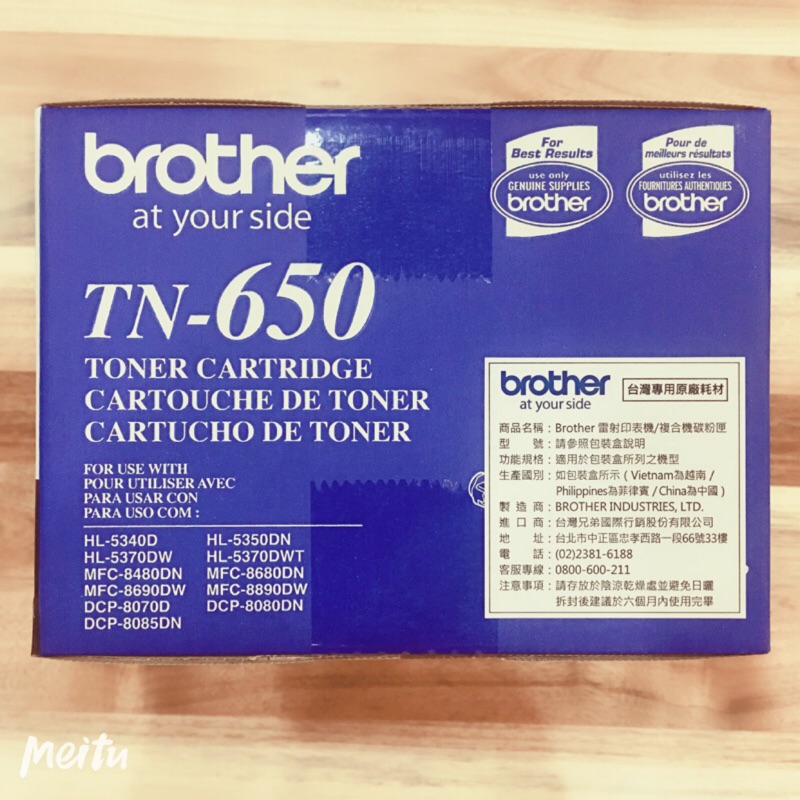 brother
at your side
For
Best Results
use only
GENUINE SUPPLIES
brother
Pour de
meilleurs résultats
utilisez les
FOURNITURES AUTHENTIQUES
brother
TN-650
TONER CARTRIDGE
CARTOUCHE DE TONER
CARTUCHO DE TONER
FOR USE WITH
POUR UTILISER AVEC
PARA USAR CON
PARA USO COM :
HL-5340D HL-5350DN
HL-5370DW HL-5370DWT
MFC-8480DN MFC-8680DN
MFC-8690DW MFC-8890DW
DCP-8070D DCP-8080DN
DCP-8085DN
brother
at your side
台灣專用原廠耗材
商品名稱：Brother 雷射印表機/複合機碳粉匣
型 號：請參照包裝盒說明
功能規格：適用於包裝盒所列之機型
生產國別：如包裝盒所示（Vietnam為越南 /
Philippines為菲律賓 / China為中國）
製 造 商：BROTHER INDUSTRIES, LTD.
進 口 商：台灣兄弟國際行銷股份有限公司
地 址：台北市中正區忠孝西路一段66號33樓
電 話：(02)2381-6188
客服專線：0800-600-211
注意事項：請存放於陰涼乾燥處並避免日曬
拆封後建議於六個月內使用完畢
Meitu